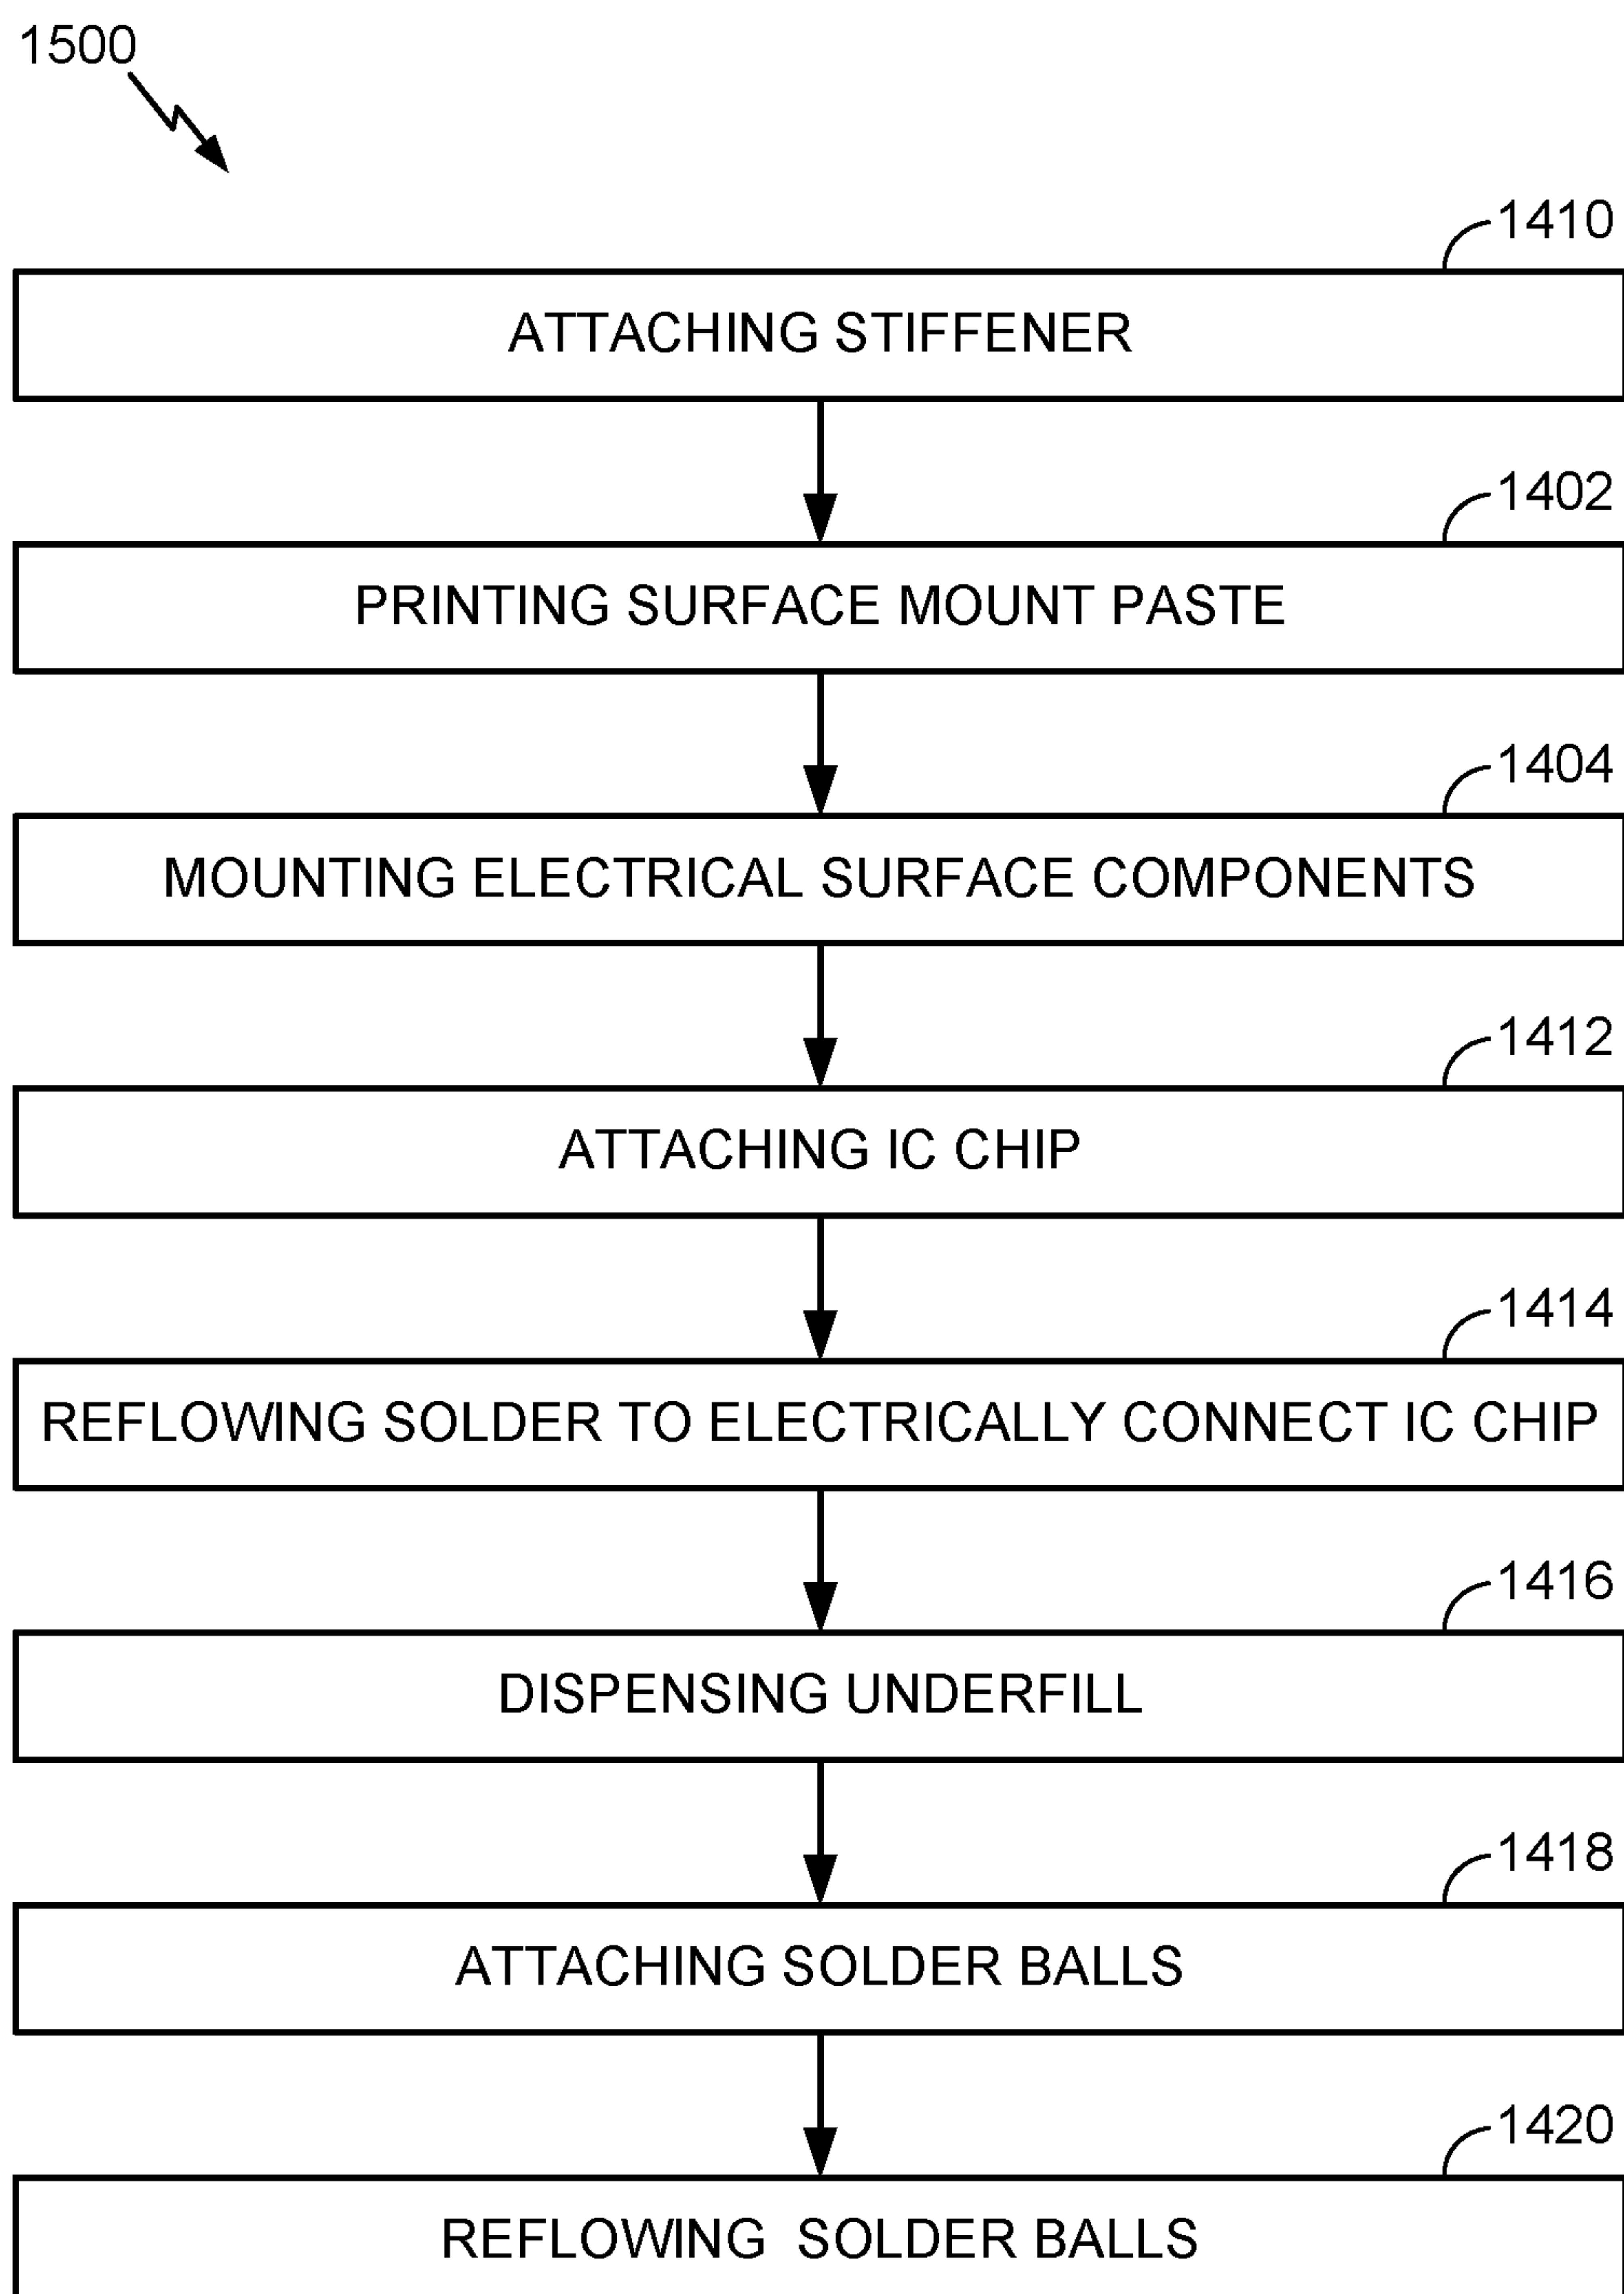 1500
1410
ATTACHING STIFFENER
1402
PRINTING SURFACE MOUNT PASTE
1404
MOUNTING ELECTRICAL SURFACE COMPONENTS
1412
ATTACHING IC CHIP
1414
REFLOWING SOLDER TO ELECTRICALLY CONNECT IC CHIP
1416
DISPENSING UNDERFILL
1418
ATTACHING SOLDER BALLS
1420
REFLOWING SOLDER BALLS